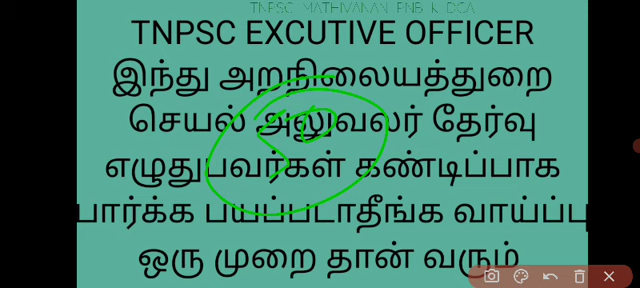 TNPSC MATHIVANAN PNB K DCA
TNPSC EXCUTIVE OFFICER
இந்து அறநிலையத்துறை
செயல் அலுவலர் தேர்வு
எழுதுபவர்கள் கண்டிப்பாக
பார்க்க பயப்படாதீங்க வாய்ப்பு
ஒரு முறை தான் வரும்